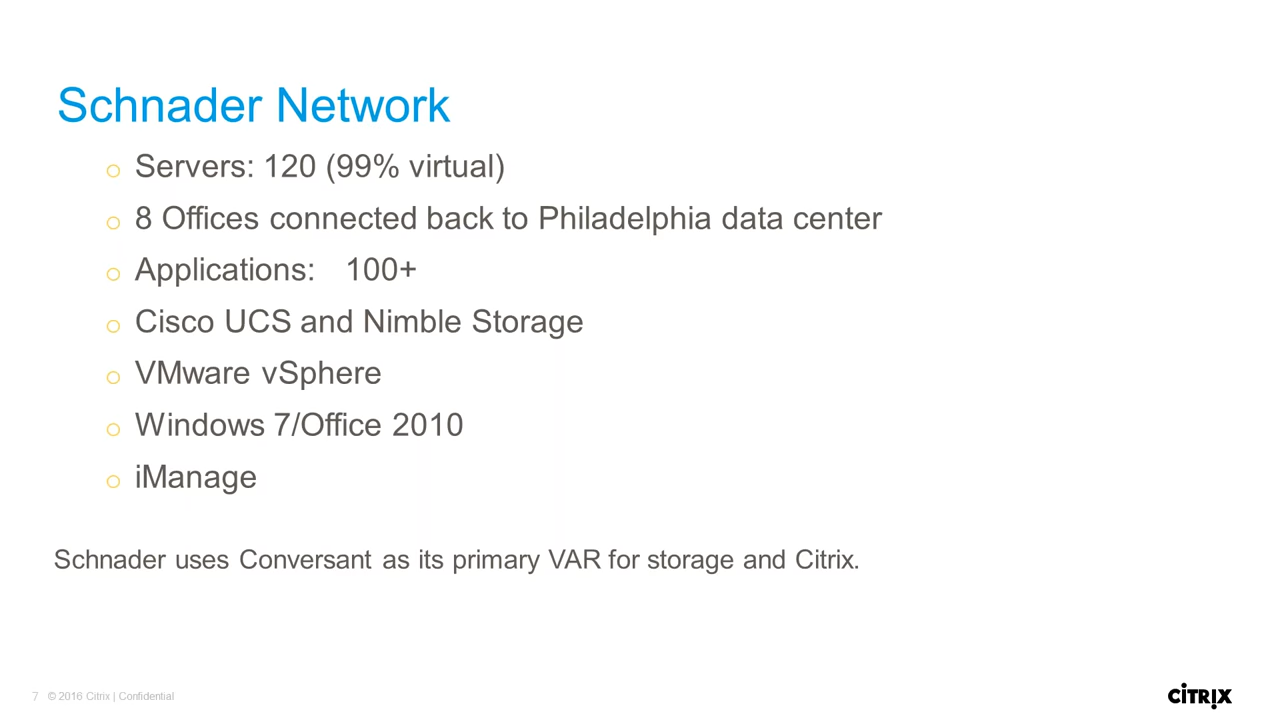 Schnader Network
o Servers: 120 (99% virtual)
o 8 Offices connected back to Philadelphia data center
o Applications: 100+
o Cisco UCS and Nimble Storage
o VMware vSphere
o Windows 7/Office 2010
o iManage
Schnader uses Conversant as its primary VAR for storage and Citrix.
7 © 2016 Citrix | Confidential
CiTRiX